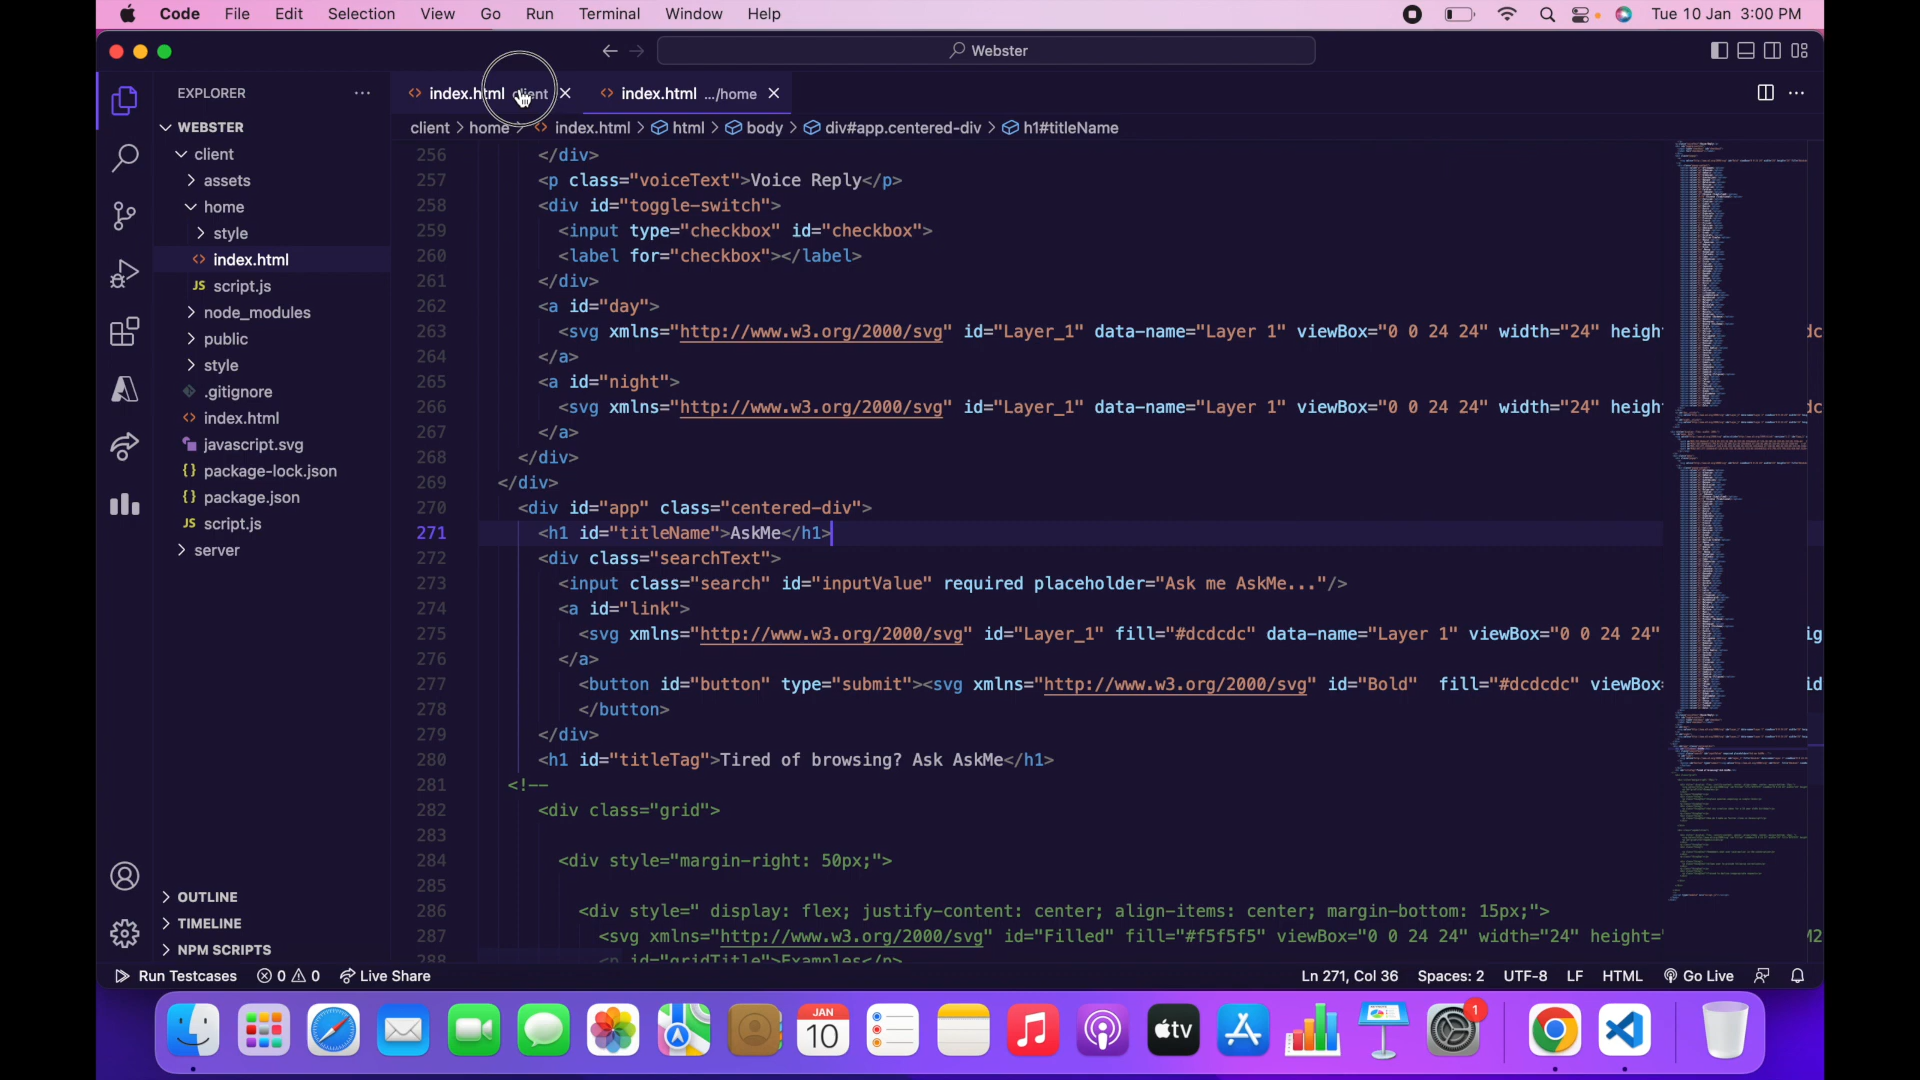 Code File Edit Selection View Go Run Terminal Window Help Tue 10 Jan 3:00 PM
Webster
EXPLORER
index.html client
index.html .../home
client > home > index.html > html > body > div#app.centered-div > h1#titleName
WEBSTER
client
assets
home
style
index.html
JS script.js
node_modules
public
style
.gitignore
index.html
javascript.svg
{} package-lock.json
{} package.json
JS script.js
server
OUTLINE
TIMELINE
NPM SCRIPTS
256 </div>
257 <p class="voiceText">Voice Reply</p>
258 <div id="toggle-switch">
259 <input type="checkbox" id="checkbox">
260 <label for="checkbox"></label>
261 </div>
262 <a id="day">
263 <svg xmlns="http://www.w3.org/2000/svg" id="Layer_1" data-name="Layer 1" viewBox="0 0 24 24" width="24" heigh
264 </a>
265 <a id="night">
266 <svg xmlns="http://www.w3.org/2000/svg" id="Layer_1" data-name="Layer 1" viewBox="0 0 24 24" width="24" heigh
267 </a>
268 </div>
269 </div>
270 <div id="app" class="centered-div">
271 <h1 id="titleName">AskMe</h1>
272 <div class="searchText">
273 <input class="search" id="inputValue" required placeholder="Ask me AskMe..."/>
274 <a id="link">
275 <svg xmlns="http://www.w3.org/2000/svg" id="Layer_1" fill="#dcdcdc" data-name="Layer 1" viewBox="0 0 24 24"
276 </a>
277 <button id="button" type="submit"><svg xmlns="http://www.w3.org/2000/svg" id="Bold" fill="#dcdcdc" viewBox
278 </button>
279 </div>
280 <h1 id="titleTag">Tired of browsing? Ask AskMe</h1>
281 <!--
282 <div class="grid">
283
284 <div style="margin-right: 50px;">
285
286 <div style=" display: flex; justify-content: center; align-items: center; margin-bottom: 15px;">
287 <svg xmlns="http://www.w3.org/2000/svg" id="Filled" fill="#f5f5f5" viewBox="0 0 24 24" width="24" height="
288 <p id="gridTitle">Examples</p>
Run Testcases 0 0 Live Share Ln 271, Col 36 Spaces: 2 UTF-8 LF HTML Go Live
JAN
10
tv
1